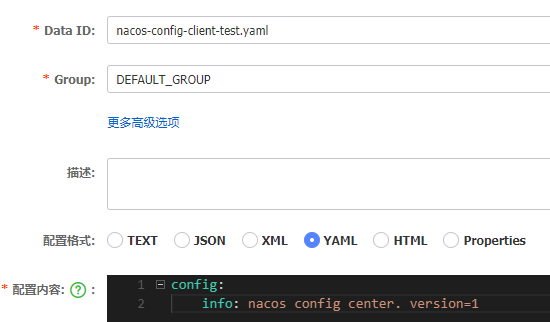 * Data ID: nacos-config-client-test.yaml
* Group: DEFAULT_GROUP
更多高级选项
描述:
配置格式: TEXT JSON XML YAML HTML Properties
* 配置内容: ? :
1 config:
2 info: nacos config center. version=1